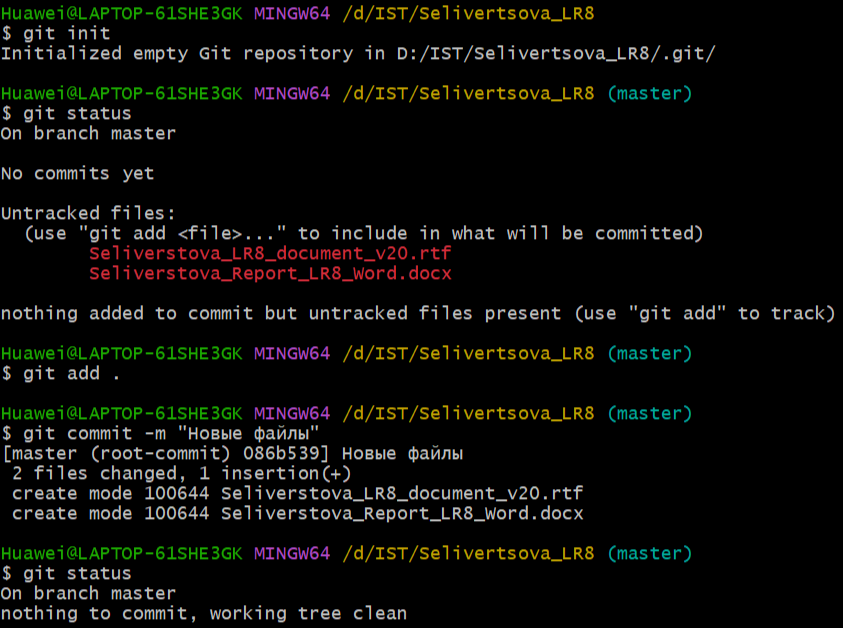 Huawei@LAPTOP-61SHE3GK MINGW64 /d/IST/Selivertsova_LR8
$ git init
Initialized empty Git repository in D:/IST/Selivertsova_LR8/.git/
Huawei@LAPTOP-61SHE3GK MINGW64 /d/IST/Selivertsova_LR8 (master)
$ git status
On branch master
No commits yet
Untracked files:
(use "git add <file>..." to include in what will be committed)
Seliverstova_LR8_document_v20.rtf
Seliverstova_Report_LR8_Word.docx
nothing added to commit but untracked files present (use "git add" to track)
Huawei@LAPTOP-61SHE3GK MINGW64 /d/IST/Selivertsova_LR8 (master)
$ git add .
Huawei@LAPTOP-61SHE3GK MINGW64 /d/IST/Selivertsova_LR8 (master)
$ git commit -m "Новые файлы"
[master (root-commit) 086b539] Новые файлы
2 files changed, 1 insertion(+)
create mode 100644 Seliverstova_LR8_document_v20.rtf
create mode 100644 Seliverstova_Report_LR8_Word.docx
Huawei@LAPTOP-61SHE3GK MINGW64 /d/IST/Selivertsova_LR8 (master)
$ git status
On branch master
nothing to commit, working tree clean